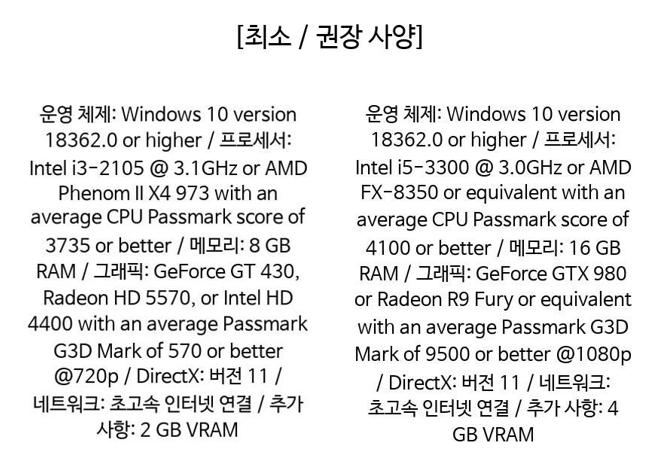 [최소 / 권장 사양]
운영 체제: Windows 10 version
18362.0 or higher / 프로세서:
Intel i3-2105 @ 3.1GHz or AMD
Phenom II X4 973 with an
average CPU Passmark score of
3735 or better / 메모리: 8 GB
RAM / 그래픽: GeForce GT 430,
Radeon HD 5570, or Intel HD
4400 with an average Passmark
G3D Mark of 570 or better
@720p / DirectX: 버전 11 /
네트워크: 초고속 인터넷 연결 / 추가
사항: 2 GB VRAM
운영 체제: Windows 10 version
18362.0 or higher / 프로세서:
Intel i5-3300 @ 3.0GHz or AMD
FX-8350 or equivalent with an
average CPU Passmark score of
4100 or better / 메모리: 16 GB
RAM / 그래픽: GeForce GTX 980
or Radeon R9 Fury or equivalent
with an average Passmark G3D
Mark of 9500 or better @1080p
/ DirectX: 버전 11 / 네트워크:
초고속 인터넷 연결 / 추가 사항: 4
GB VRAM